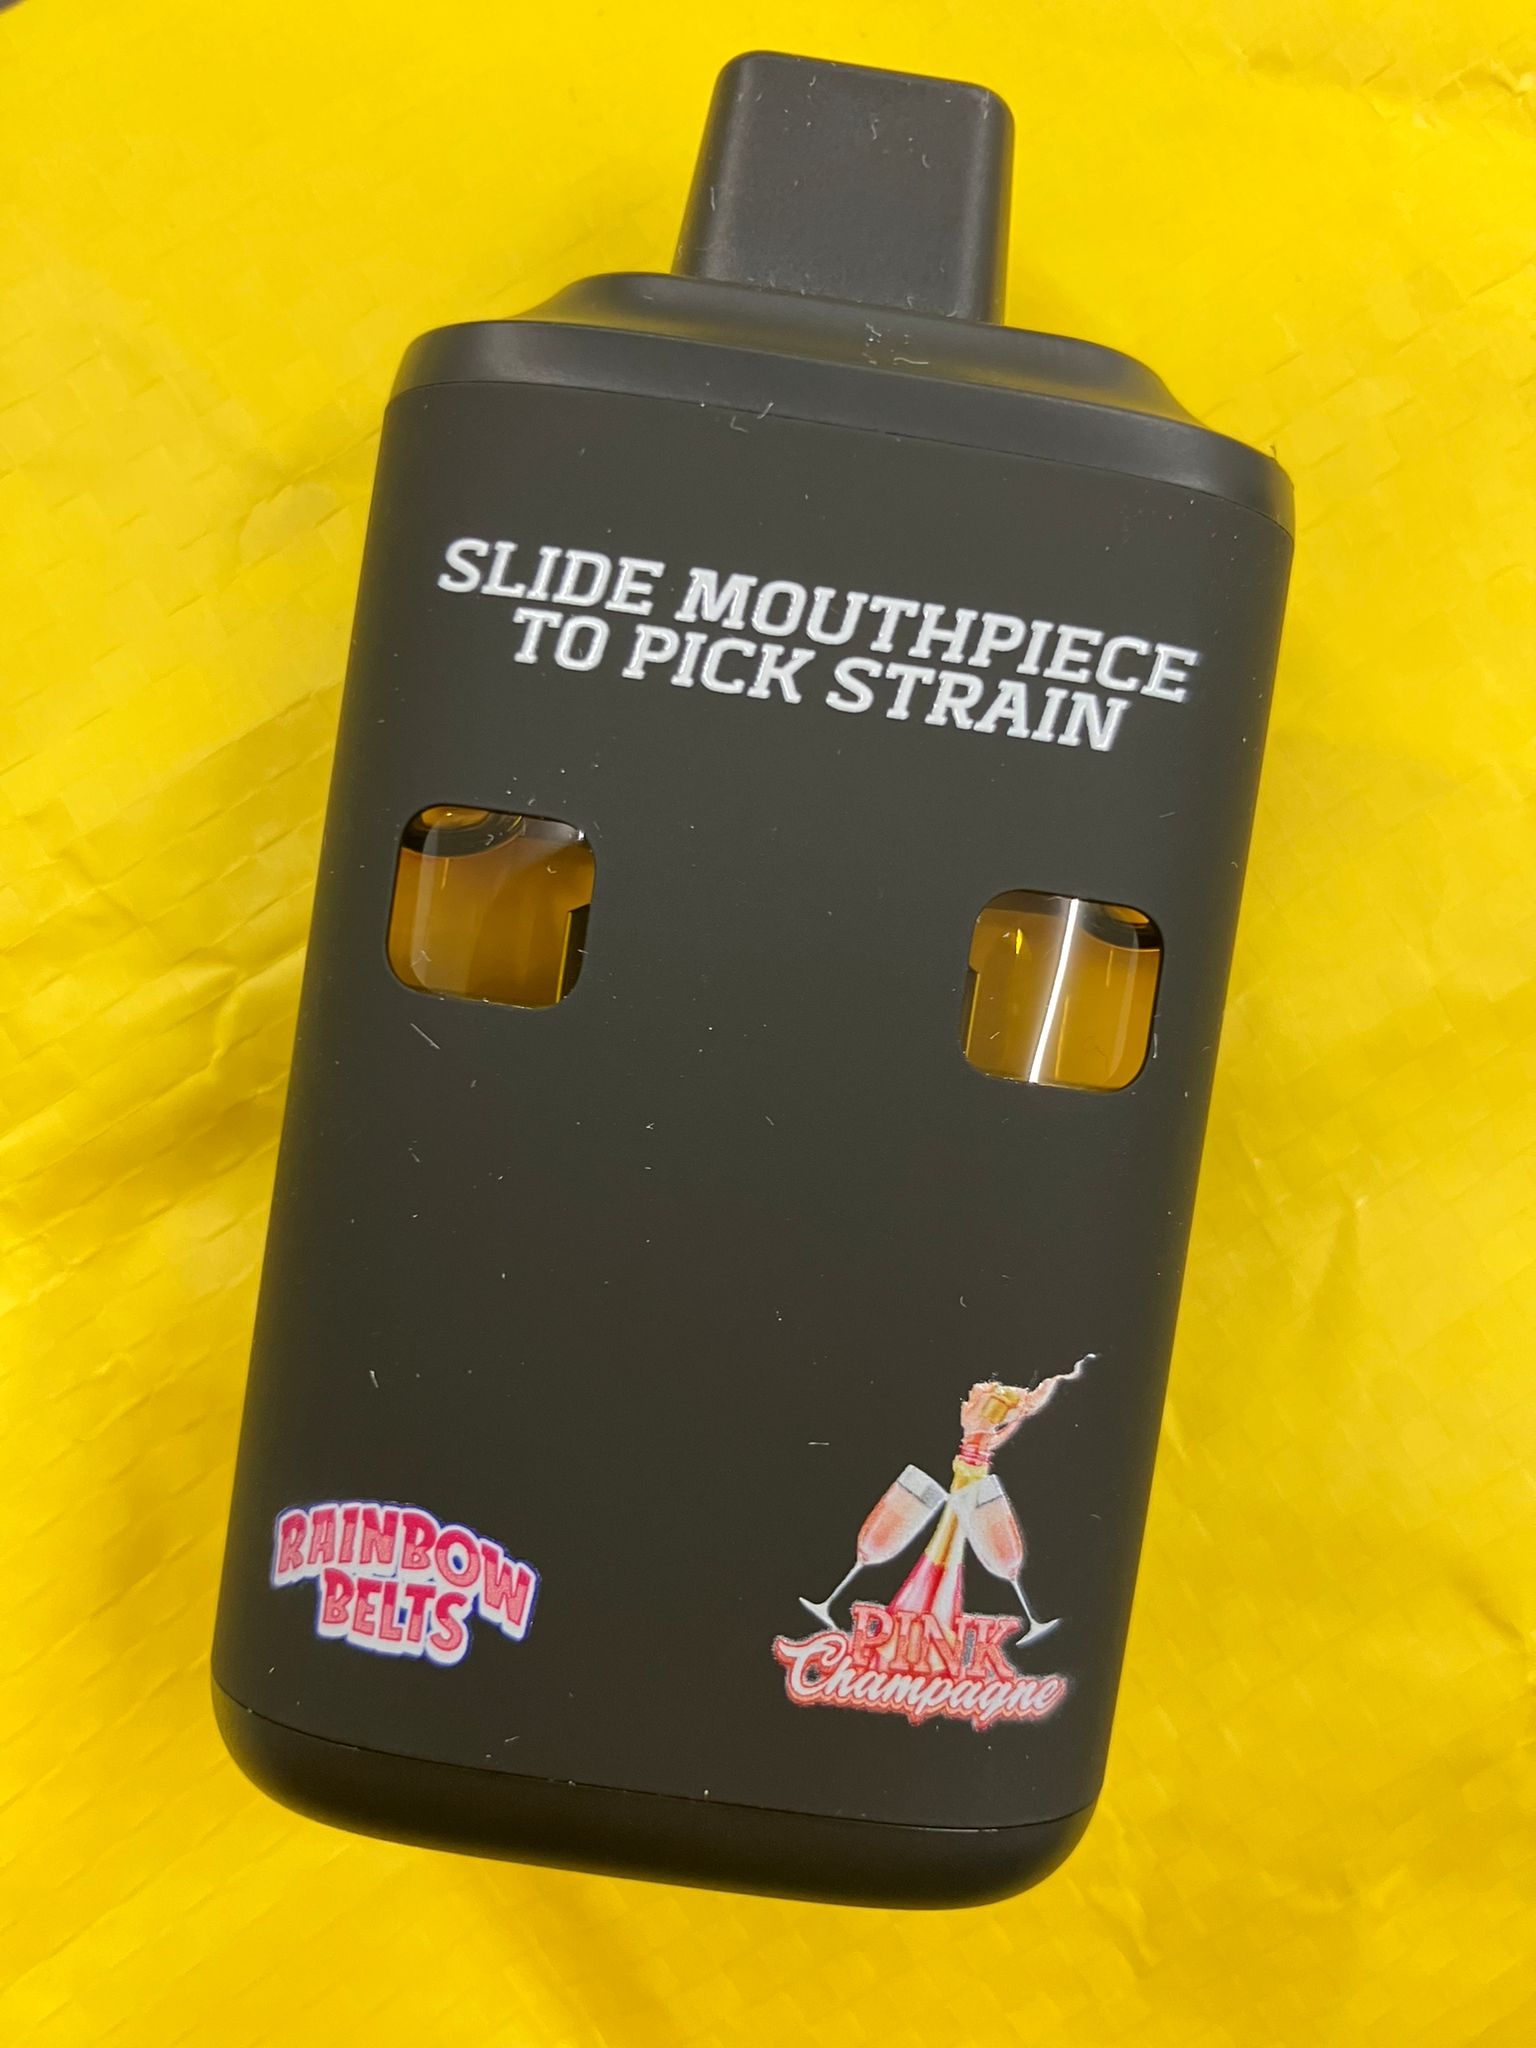 SLIDE MOUTHPIECE
TO PICK STRAIN
RAINBOW
BELTS
PINK
Champagne